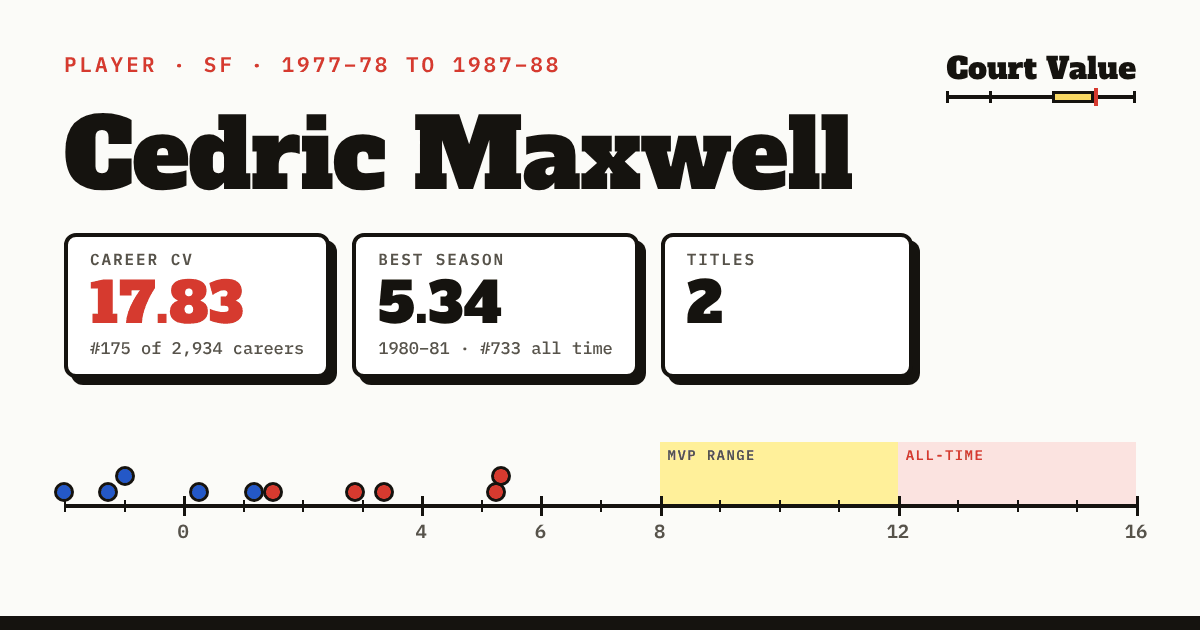 PLAYER · SF · 1977–78 TO 1987–88
Court Value
Cedric Maxwell
CAREER CV
17.83
#175 of 2,934 careers
BEST SEASON
5.34
1980–81 · #733 all time
TITLES
2
MVP RANGE
ALL-TIME
0 4 6 8 12 16